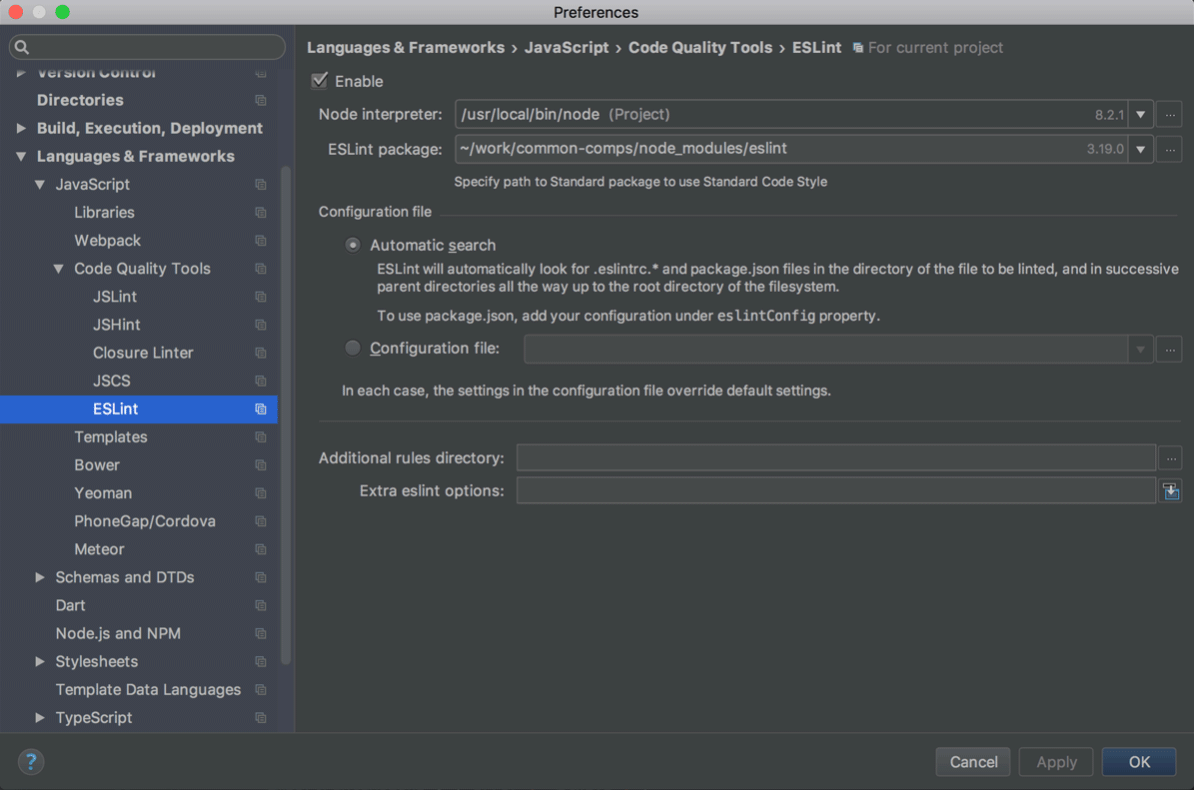 Preferences
Version Control
Directories
Build, Execution, Deployment
Languages & Frameworks
JavaScript
Libraries
Webpack
Code Quality Tools
JSLint
JSHint
Closure Linter
JSCS
ESLint
Templates
Bower
Yeoman
PhoneGap/Cordova
Meteor
Schemas and DTDs
Dart
Node.js and NPM
Stylesheets
Template Data Languages
TypeScript
Languages & Frameworks › JavaScript › Code Quality Tools › ESLint For current project
Enable
Node interpreter: /usr/local/bin/node (Project) 8.2.1 ...
ESLint package: ~/work/common-comps/node_modules/eslint 3.19.0 ...
Specify path to Standard package to use Standard Code Style
Configuration file
Automatic search
ESLint will automatically look for .eslintrc.* and package.json files in the directory of the file to be linted, and in successive
parent directories all the way up to the root directory of the filesystem.
To use package.json, add your configuration under eslintConfig property.
Configuration file: ...
In each case, the settings in the configuration file override default settings.
Additional rules directory: ...
Extra eslint options:
?
Cancel Apply OK